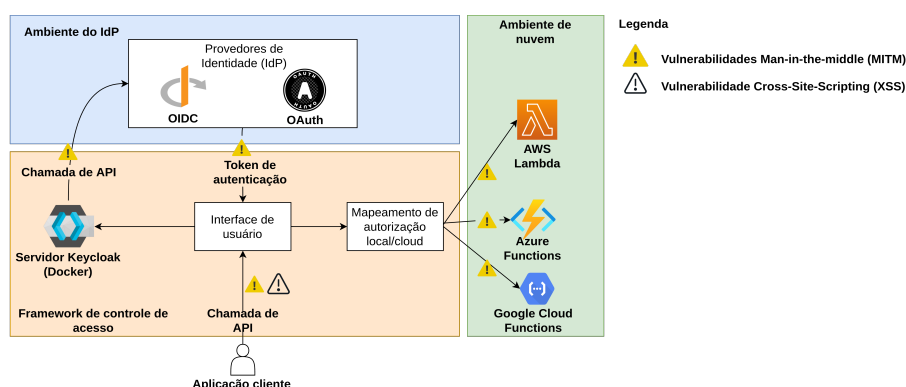 Ambiente do IdP
Provedores de
Identidade (IdP)
OIDC
OAUTH
A
OAUTH
OAuth
Ambiente de
nuvem
Legenda
Vulnerabilidades Man-in-the-middle (MITM)
Vulnerabilidade Cross-Site-Scripting (XSS)
AWS
Lambda
Chamada de API
Token de
autenticação
Servidor Keycloak
(Docker)
Interface de
usuário
Mapeamento de
autorização
local/cloud
Azure
Functions
Google Cloud
Functions
Framework de controle de
acesso
Chamada de
API
Aplicação cliente